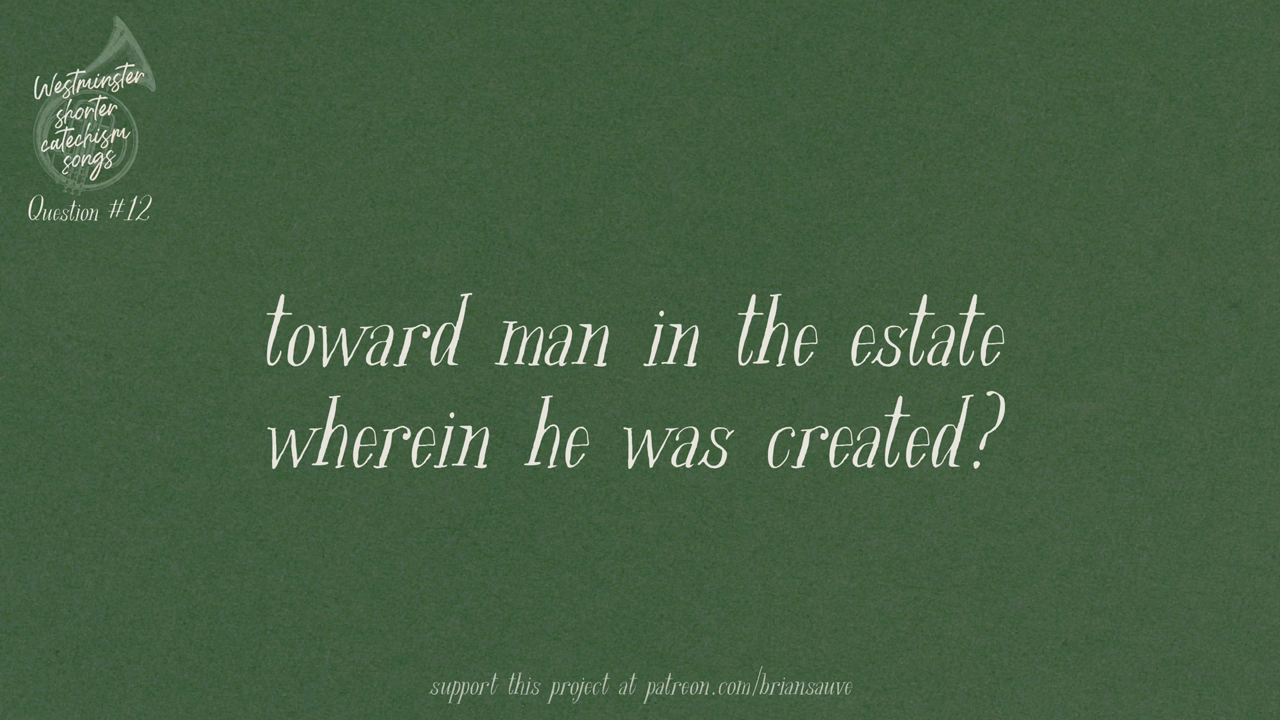 Westminster
shorter
catechism
songs
Question #12
toward man in the estate
wherein he was created?
support this project at patreon.com/briansauve